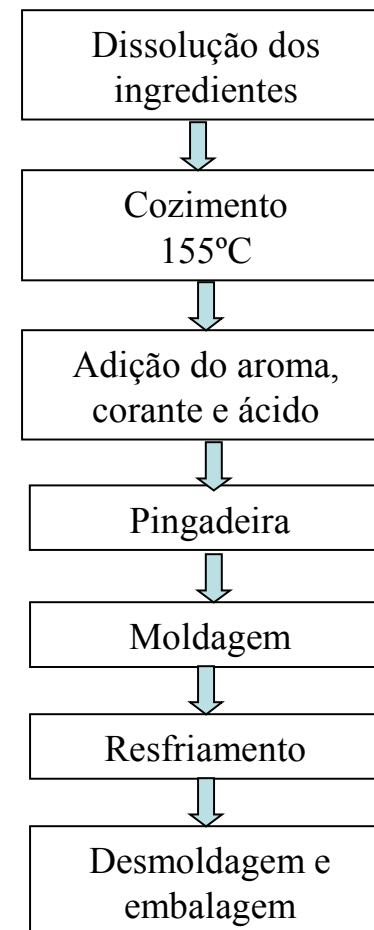 Dissolução dos
ingredientes
Cozimento
155ºC
Adição do aroma,
corante e ácido
Pingadeira
Moldagem
Resfriamento
Desmoldagem e
embalagem